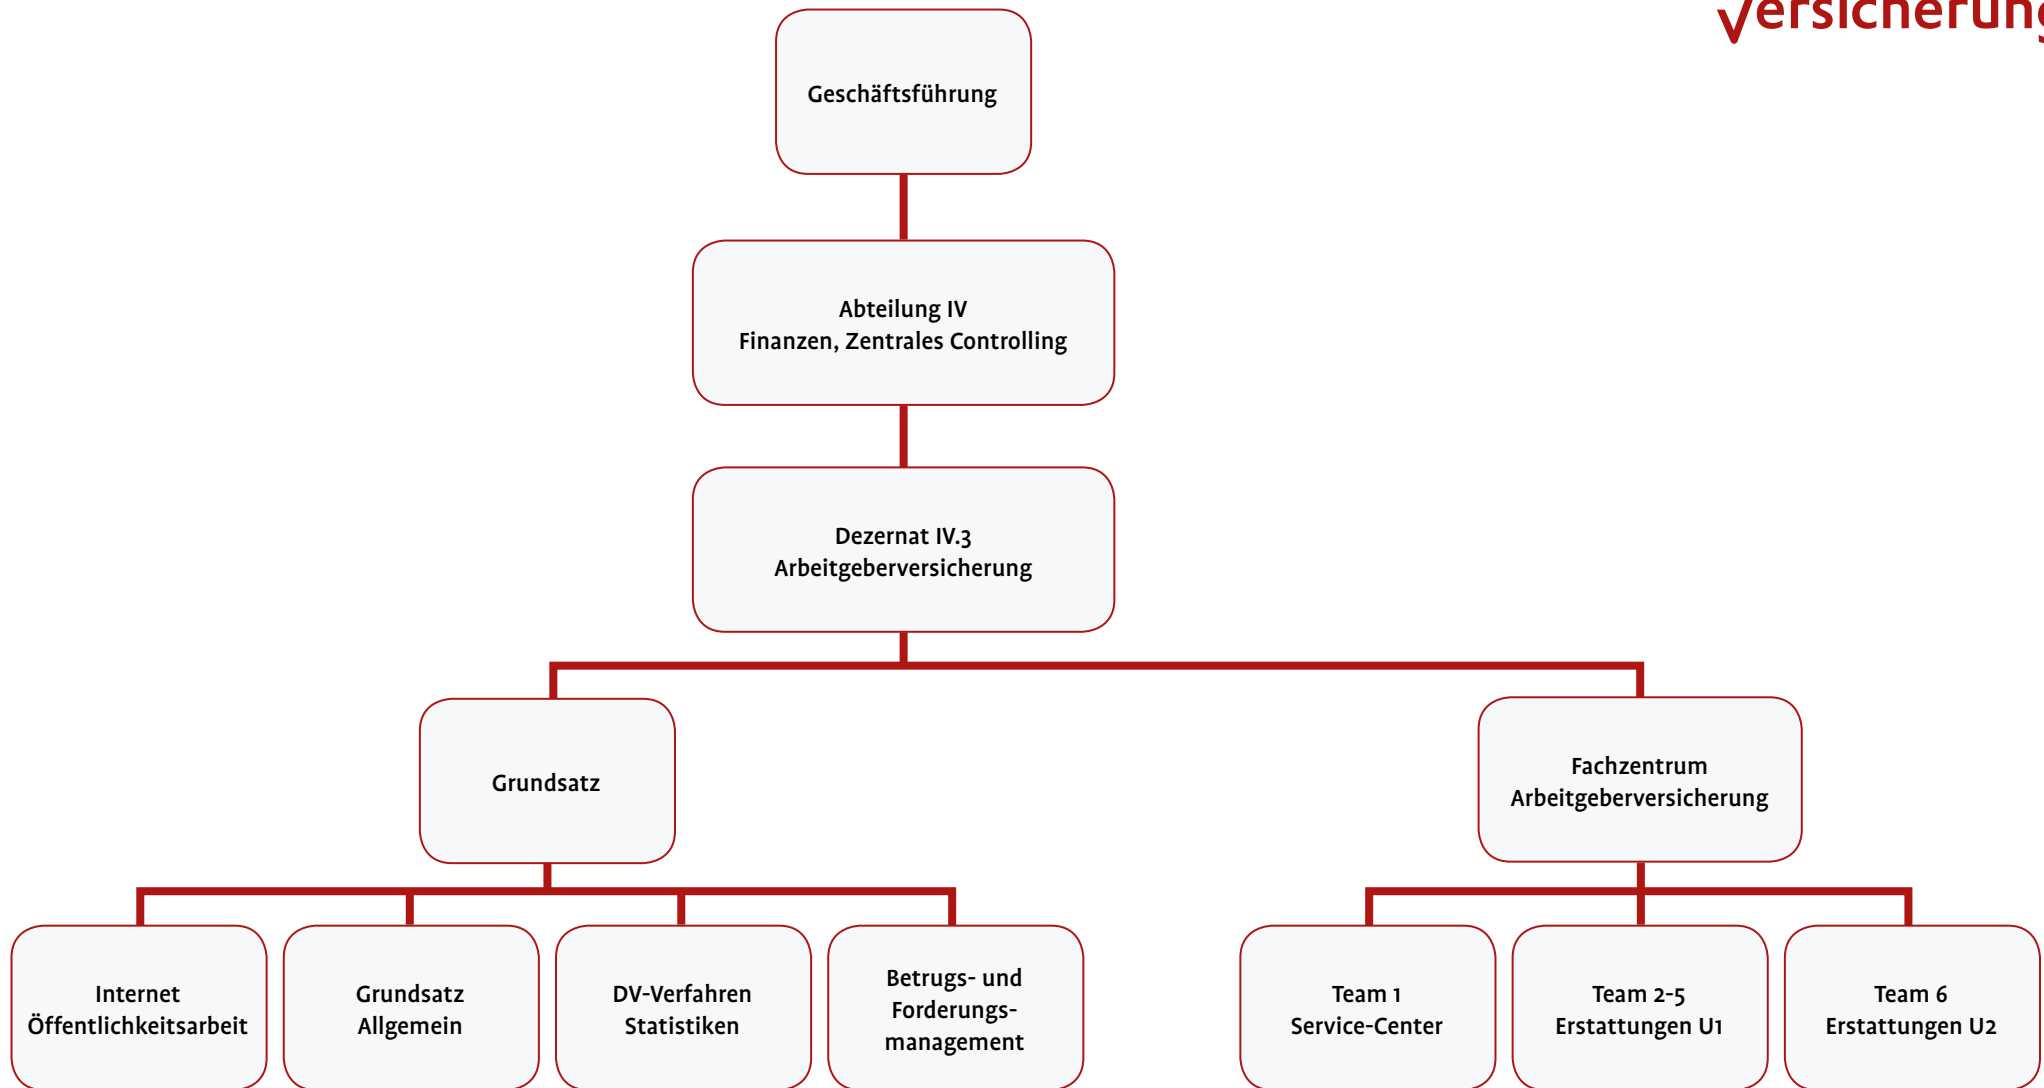 Geschäftsführung
Abteilung IV
Finanzen, Zentrales Controlling
Dezernat IV.3
Arbeitgeberversicherung
Grundsatz
Fachzentrum
Arbeitgeberversicherung
Internet
Öffentlichkeitsarbeit
Grundsatz
Allgemein
DV-Verfahren
Statistiken
Betrugs- und
Forderungs-
management
Team 1
Service-Center
Team 2-5
Erstattungen U1
Team 6
Erstattungen U2